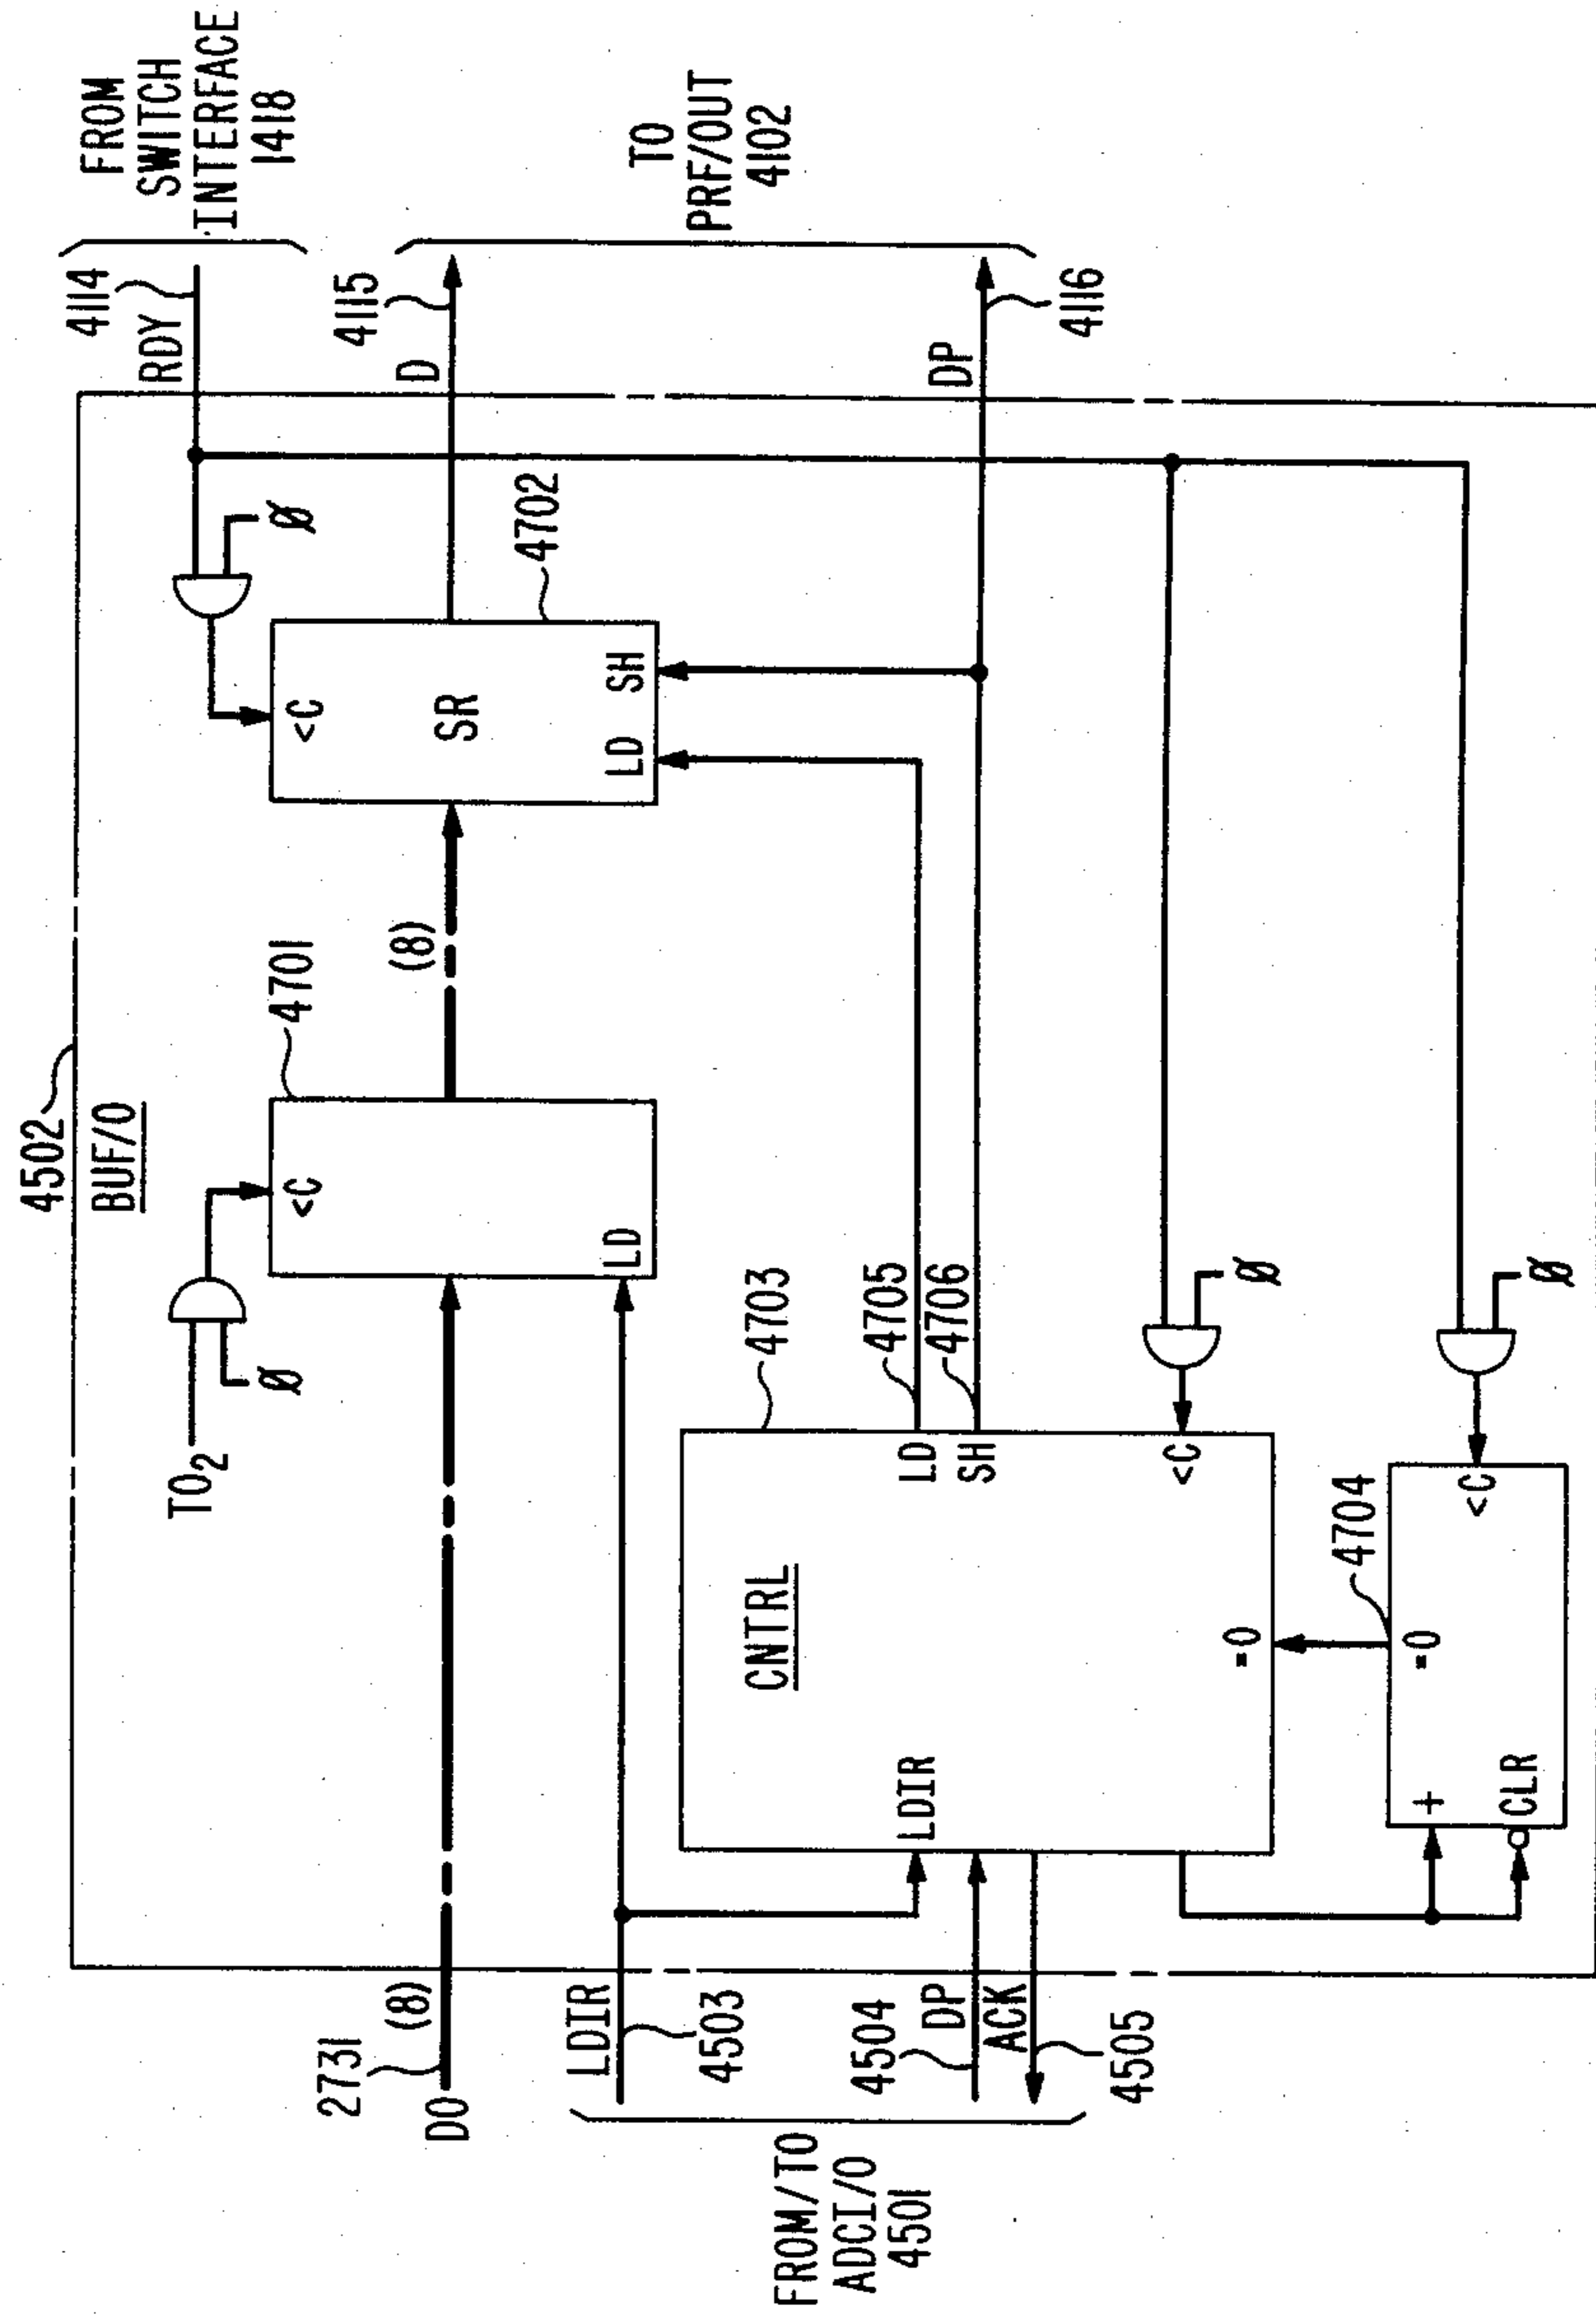 4502
BUF/O
FROM
SWITCH
INTERFACE
1418
4114
RDY
4115
D
TO
PRF/OUT
4102
DP
4116
TO2
Ø
<C
4701
LD
(8)
Ø
<C
SR
4702
LD
SH
2731
(8)
DO
LDIR
4503
4504
DP
ACK
4505
FROM/TO
ADCI/O
4501
4703
CNTRL
LDIR
LD
SH
4705
4706
<C
=0
Ø
4704
=0
+
CLR
<C
Ø